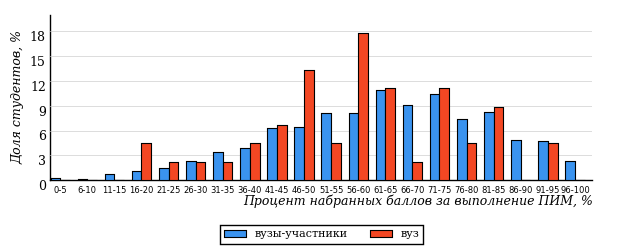 Доля студентов, %
18
15
12
9
6
3
0
0-5 6-10 11-15 16-20 21-25 26-30 31-35 36-40 41-45 46-50 51-55 56-60 61-65 66-70 71-75 76-80 81-85 86-90 91-95 96-100
Процент набранных баллов за выполнение ПИМ, %
вузы-участники вуз